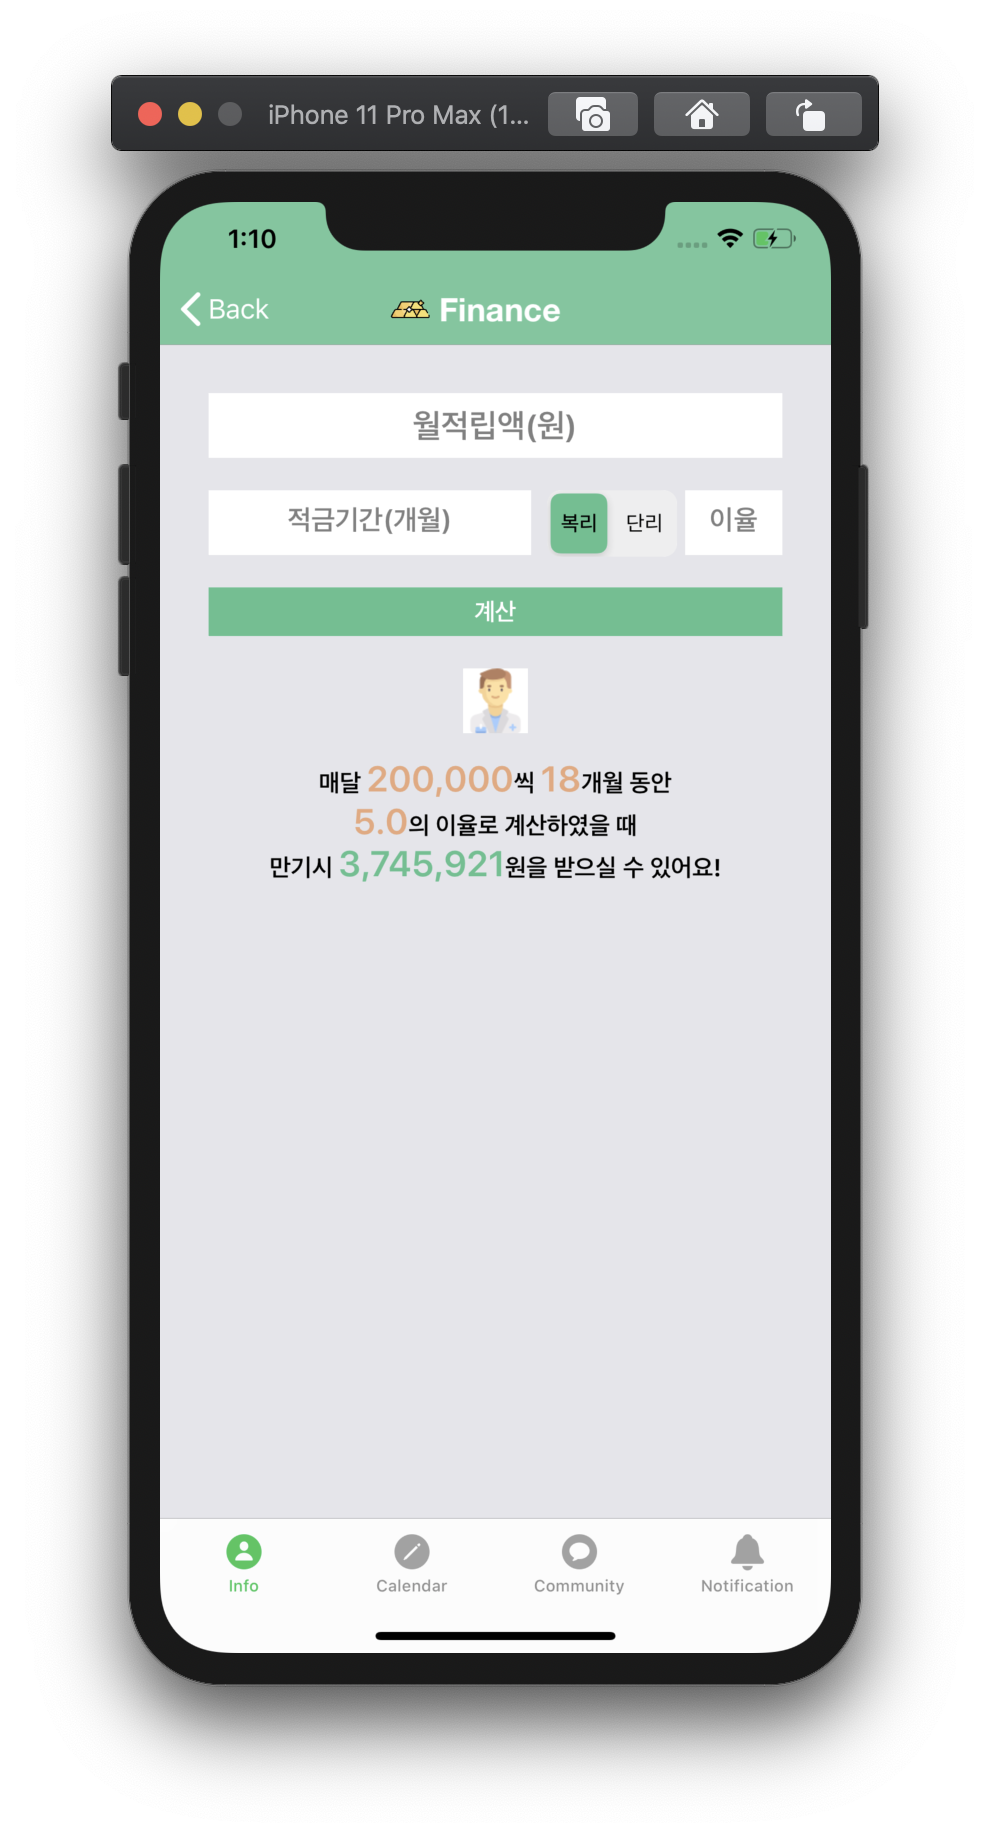 iPhone 11 Pro Max (1...
1:10
Back
Finance
월적립액(원)
적금기간(개월)
복리
단리
이율
계산
매달 200,000씩 18개월 동안
5.0의 이율로 계산하였을 때
만기시 3,745,921원을 받으실 수 있어요!
Info
Calendar
Community
Notification